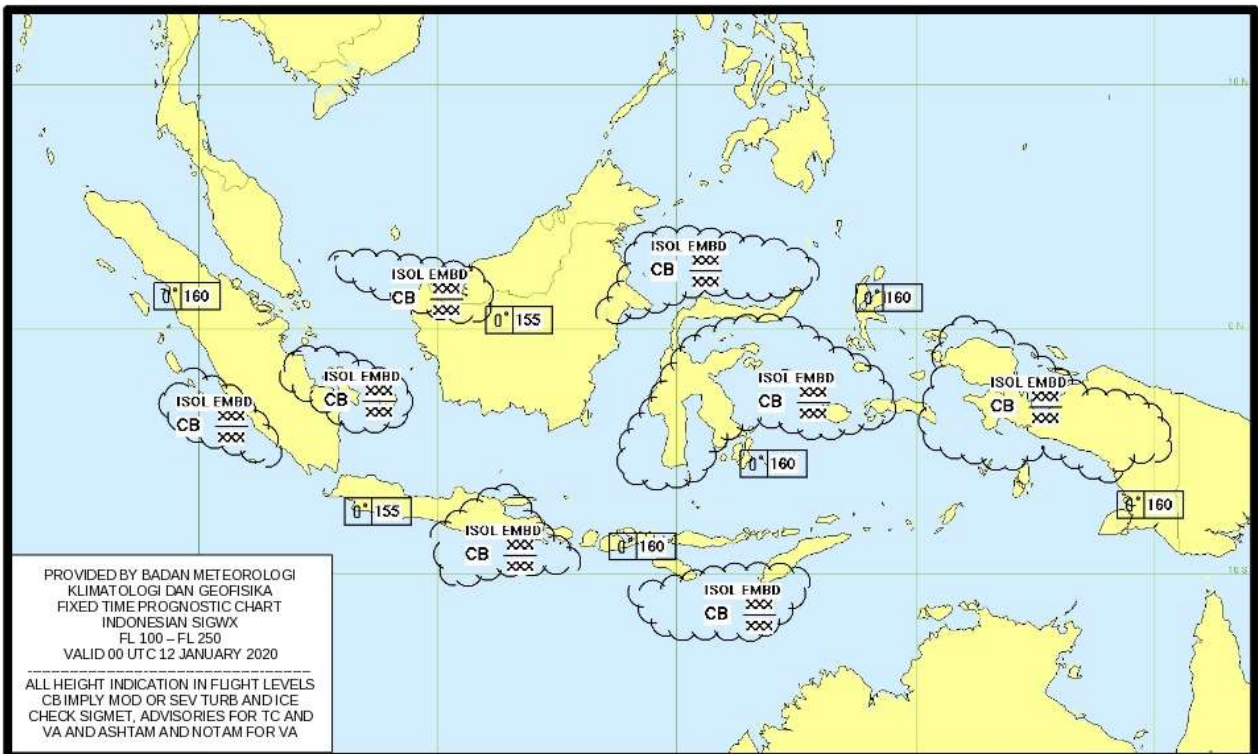 10 N
ISOL EMBD
XXX
CB
XXX
ISOL EMBD
XXX
CB
XXX
0° 160
0° 160
0° 155
0 N
ISOL EMBD
XXX
CB
XXX
ISOL EMBD
XXX
CB
XXX
ISOL EMBD
XXX
CB
XXX
ISOL EMBD
XXX
CB
XXX
0° 160
0° 155
0° 160
ISOL EMBD
XXX
CB
XXX
0° 160
10 S
ISOL EMBD
XXX
CB
XXX
PROVIDED BY BADAN METEOROLOGI
KLIMATOLOGI DAN GEOFISIKA
FIXED TIME PROGNOSTIC CHART
INDONESIAN SIGWX
FL 100 – FL 250
VALID 00 UTC 12 JANUARY 2020
ALL HEIGHT INDICATION IN FLIGHT LEVELS
CB IMPLY MOD OR SEV TURB AND ICE
CHECK SIGMET, ADVISORIES FOR TC AND
VA AND ASHTAM AND NOTAM FOR VA